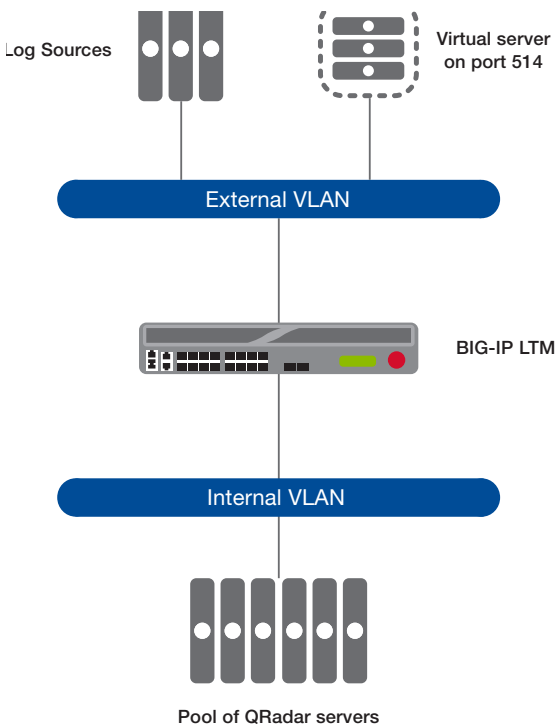 Log Sources
Virtual server
on port 514
External VLAN
BIG-IP LTM
Internal VLAN
Pool of QRadar servers